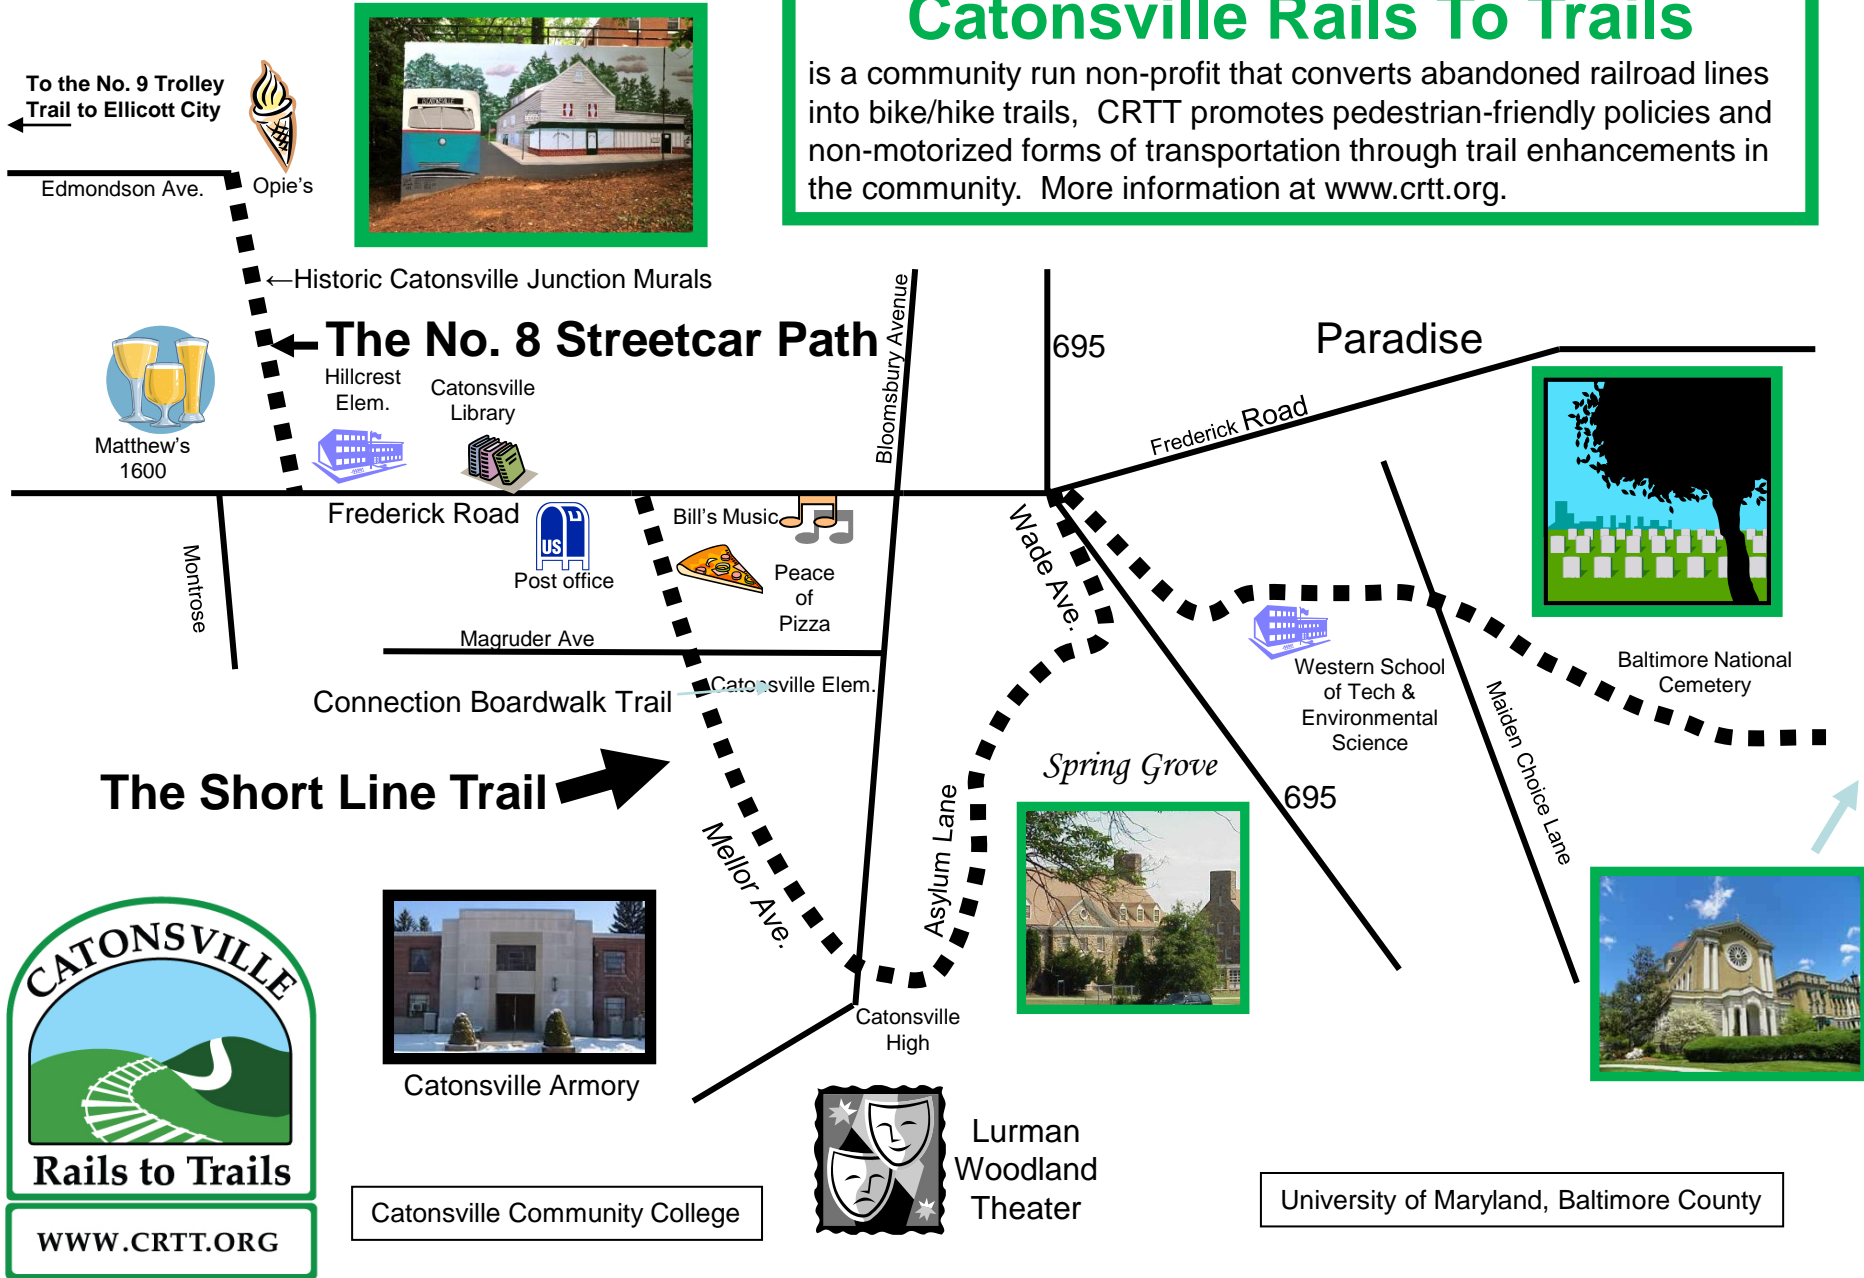 Catonsville Rails To Trails
is a community run non-profit that converts abandoned railroad lines
into bike/hike trails, CRTT promotes pedestrian-friendly policies and
non-motorized forms of transportation through trail enhancements in
the community. More information at www.crtt.org.
To the No. 9 Trolley
Trail to Ellicott City
Edmondson Ave.
Opie's
CATONSVILLE
←Historic Catonsville Junction Murals
The No. 8 Streetcar Path
Hillcrest
Elem.
Catonsville
Library
Matthew's
1600
Bloomsbury Avenue
695
Paradise
Frederick Road
Frederick Road
Montrose
US
Post office
Bill's Music
Peace
of
Pizza
Wade Ave.
Magruder Ave
Catonsville Elem.
Connection Boardwalk Trail
The Short Line Trail
Mellor Ave.
Asylum Lane
Spring Grove
695
Western School
of Tech &
Environmental
Science
Maiden Choice Lane
Baltimore National
Cemetery
Catonsville Armory
Catonsville
High
Lurman
Woodland
Theater
CATONSVILLE
Rails to Trails
WWW.CRTT.ORG
Catonsville Community College
University of Maryland, Baltimore County